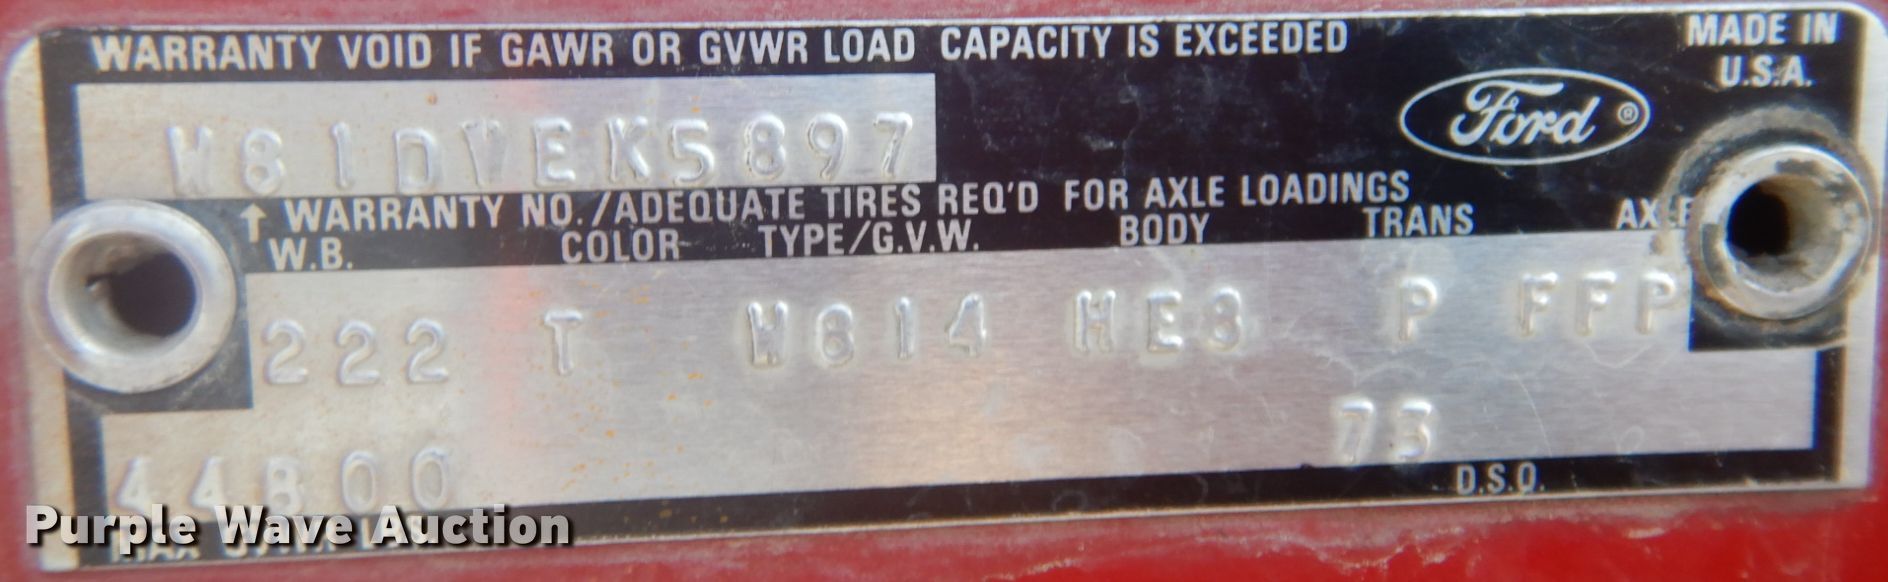 WARRANTY VOID IF GAWR OR GVWR LOAD CAPACITY IS EXCEEDED
MADE IN
U.S.A.
Ford ®
W81DVEK5897
↑ WARRANTY NO./ADEQUATE TIRES REQ'D FOR AXLE LOADINGS
W.B. COLOR TYPE/G.V.W. BODY TRANS AXLE
222 T W814 HE8 P FFP
73
44800
D.S.O.
Purple Wave Auction